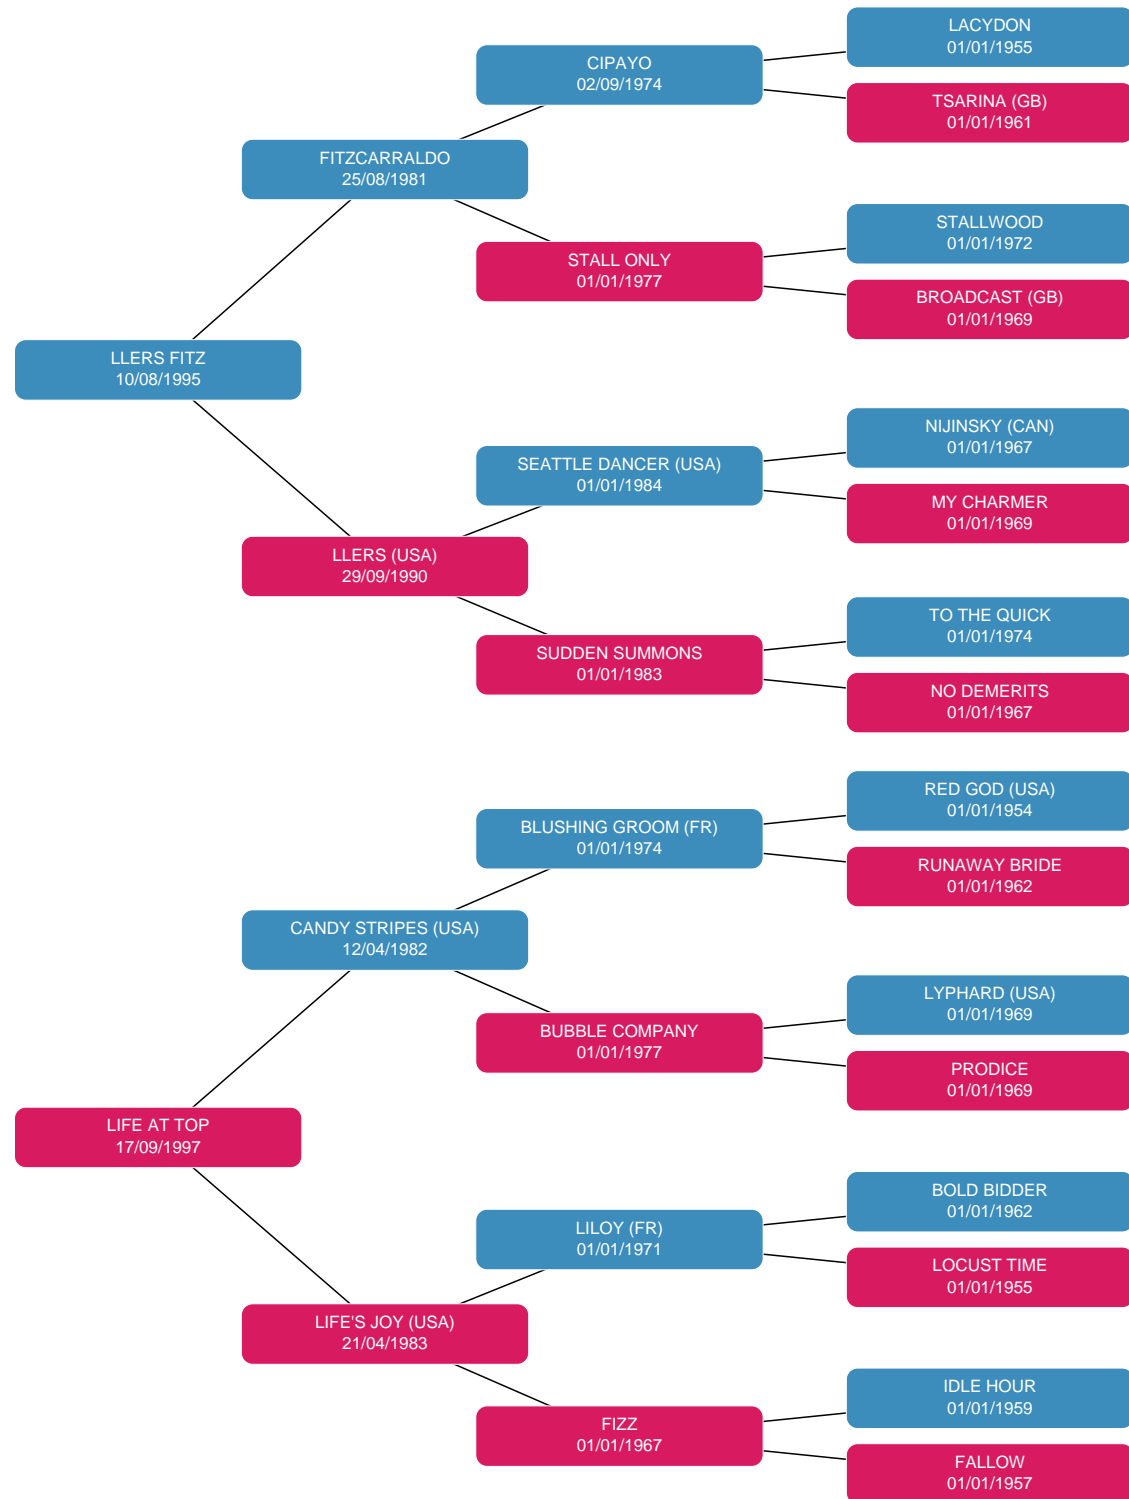 LACYDON
01/01/1955
CIPAYO
02/09/1974
TSARINA (GB)
01/01/1961
FITZCARRALDO
25/08/1981
STALLWOOD
01/01/1972
STALL ONLY
01/01/1977
BROADCAST (GB)
01/01/1969
LLERS FITZ
10/08/1995
NIJINSKY (CAN)
01/01/1967
SEATTLE DANCER (USA)
01/01/1984
MY CHARMER
01/01/1969
LLERS (USA)
29/09/1990
TO THE QUICK
01/01/1974
SUDDEN SUMMONS
01/01/1983
NO DEMERITS
01/01/1967
RED GOD (USA)
01/01/1954
BLUSHING GROOM (FR)
01/01/1974
RUNAWAY BRIDE
01/01/1962
CANDY STRIPES (USA)
12/04/1982
LYPHARD (USA)
01/01/1969
BUBBLE COMPANY
01/01/1977
PRODICE
01/01/1969
LIFE AT TOP
17/09/1997
BOLD BIDDER
01/01/1962
LILOY (FR)
01/01/1971
LOCUST TIME
01/01/1955
LIFE'S JOY (USA)
21/04/1983
IDLE HOUR
01/01/1959
FIZZ
01/01/1967
FALLOW
01/01/1957